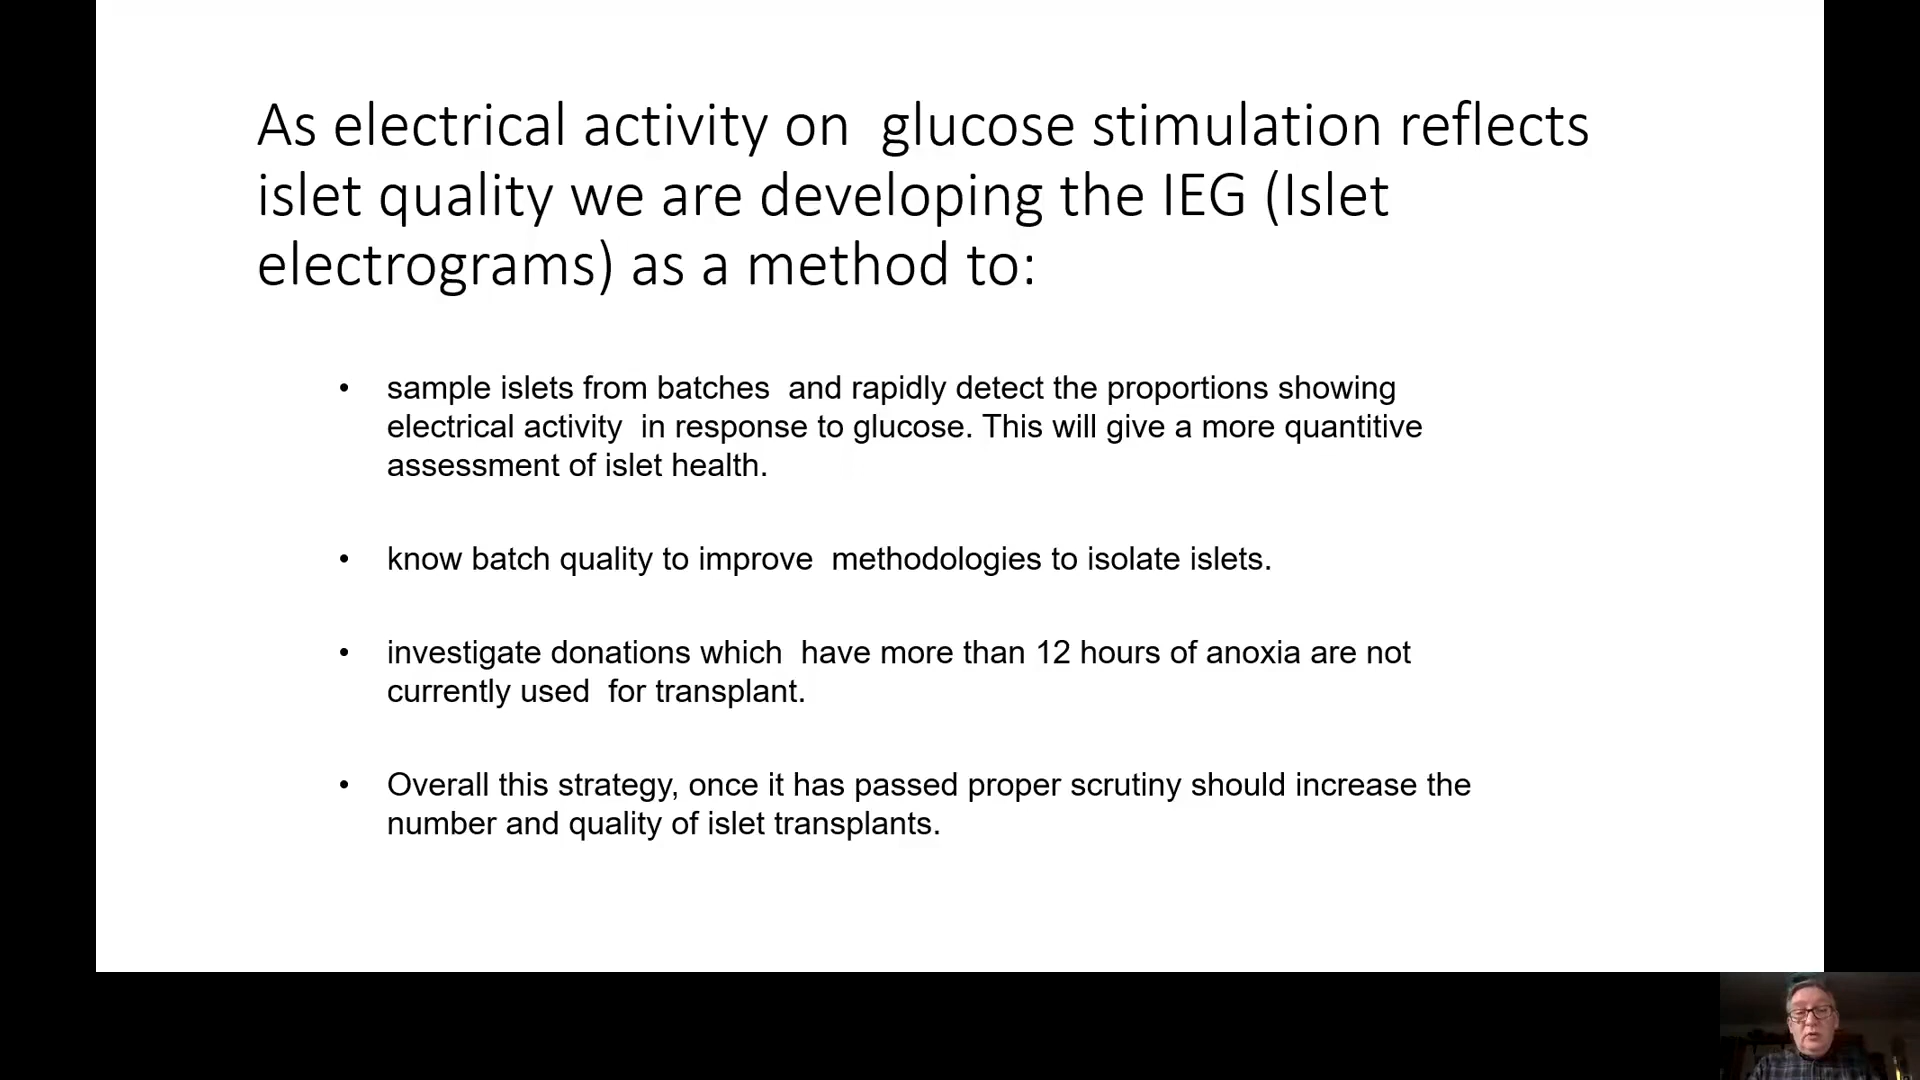 As electrical activity on  glucose stimulation reflects
islet quality we are developing the IEG (Islet
electrograms) as a method to:
• sample islets from batches  and rapidly detect the proportions showing
electrical activity  in response to glucose. This will give a more quantitive
assessment of islet health.
• know batch quality to improve  methodologies to isolate islets.
• investigate donations which  have more than 12 hours of anoxia are not
currently used  for transplant.
• Overall this strategy, once it has passed proper scrutiny should increase the
number and quality of islet transplants.